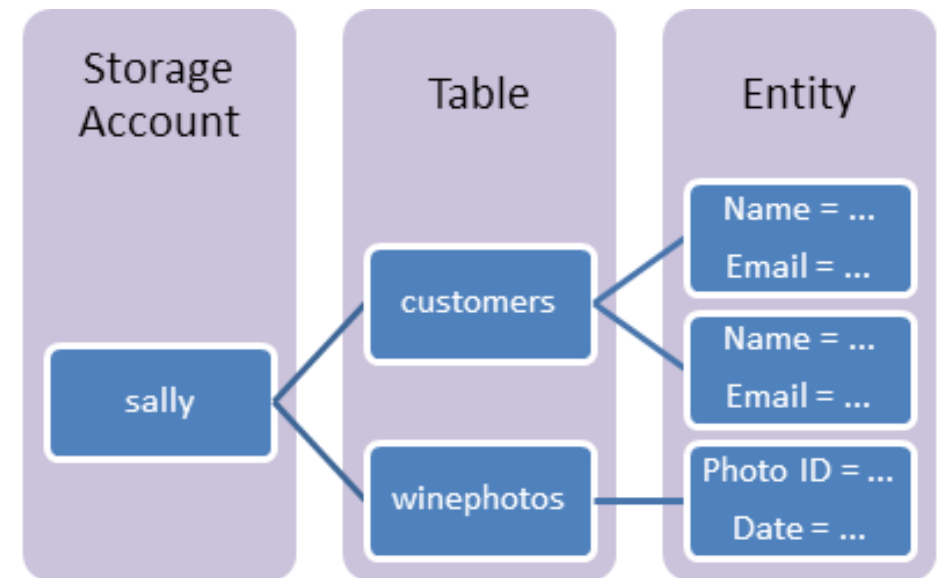 Storage
Account
Table
Entity
sally
customers
winephotos
Name = ...
Email = ...
Name = ...
Email = ...
Photo ID = ...
Date = ...